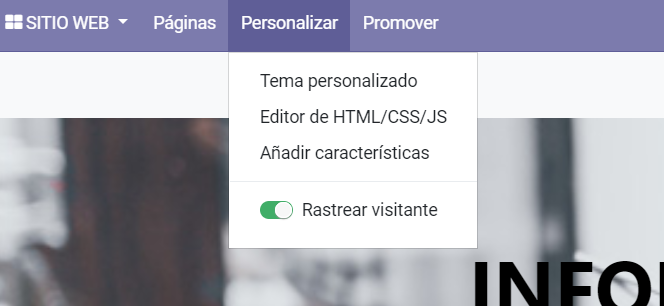 SITIO WEB Páginas Personalizar Promover
Tema personalizado
Editor de HTML/CSS/JS
Añadir características
Rastrear visitante
INFO